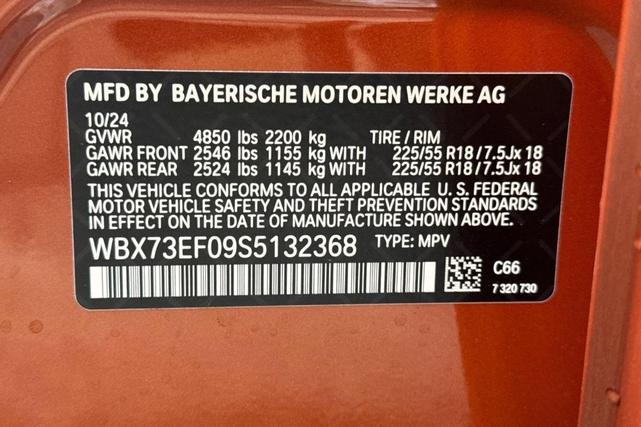 MFD BY BAYERISCHE MOTOREN WERKE AG
10/24
GVWR 4850 lbs 2200 kg TIRE / RIM
GAWR FRONT 2546 lbs 1155 kg WITH 225/55 R18 / 7.5Jx 18
GAWR REAR 2524 lbs 1145 kg WITH 225/55 R18 / 7.5Jx 18
THIS VEHICLE CONFORMS TO ALL APPLICABLE U. S. FEDERAL
MOTOR VEHICLE SAFETY AND THEFT PREVENTION STANDARDS
IN EFFECT ON THE DATE OF MANUFACTURE SHOWN ABOVE.
WBX73EF09S5132368 TYPE: MPV
C66
7 320 730